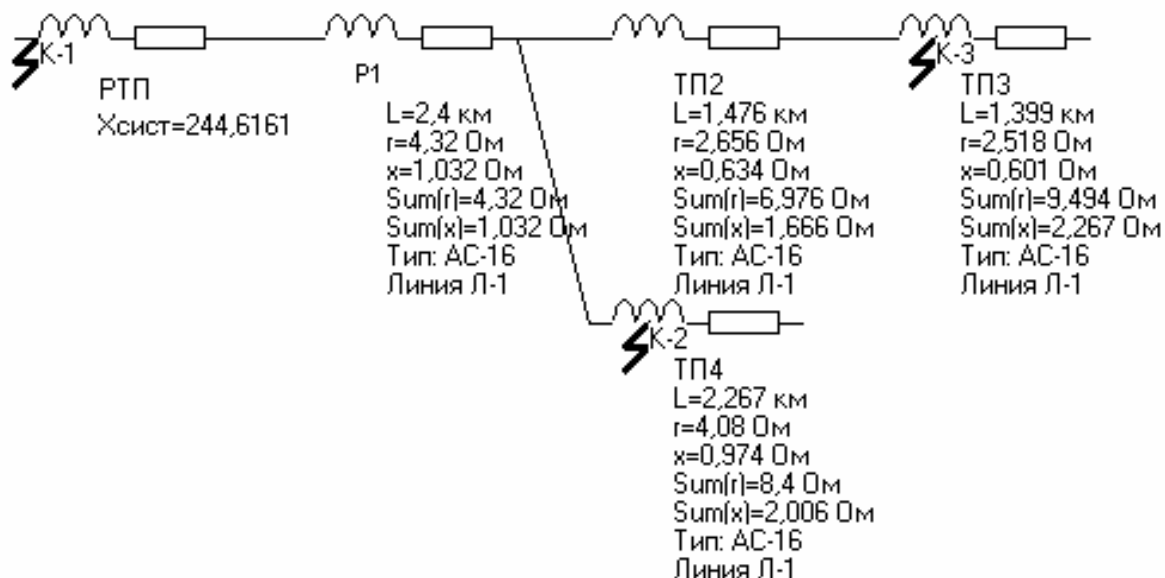 К-1
РТП
Xсист=244,6161
Р1
L=2,4 км
r=4,32 Ом
x=1,032 Ом
Sum(r)=4,32 Ом
Sum(x)=1,032 Ом
Тип: АС-16
Линия Л-1
ТП2
L=1,476 км
r=2,656 Ом
x=0,634 Ом
Sum(r)=6,976 Ом
Sum(x)=1,666 Ом
Тип: АС-16
Линия Л-1
К-3
ТП3
L=1,399 км
r=2,518 Ом
x=0,601 Ом
Sum(r)=9,494 Ом
Sum(x)=2,267 Ом
Тип: АС-16
Линия Л-1
К-2
ТП4
L=2,267 км
r=4,08 Ом
x=0,974 Ом
Sum(r)=8,4 Ом
Sum(x)=2,006 Ом
Тип: АС-16
Линия Л-1